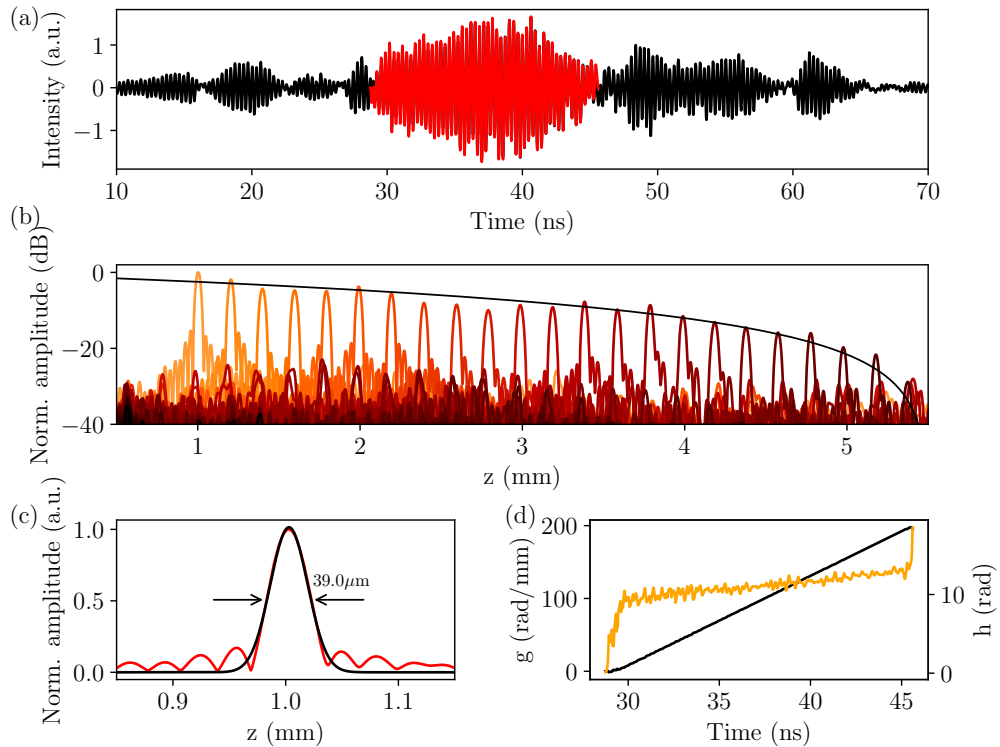 (a)
Intensity (a.u.)
1
0
−1
10 20 30 40 50 60 70
Time (ns)
(b)
Norm. amplitude (dB)
0
−20
−40
1 2 3 4 5
z (mm)
(c)
Norm. amplitude (a.u.)
1.0
0.5
0.0
39.0μm
0.9 1.0 1.1
z (mm)
(d)
g (rad/mm)
200
100
0
h (rad)
10
0
30 35 40 45
Time (ns)